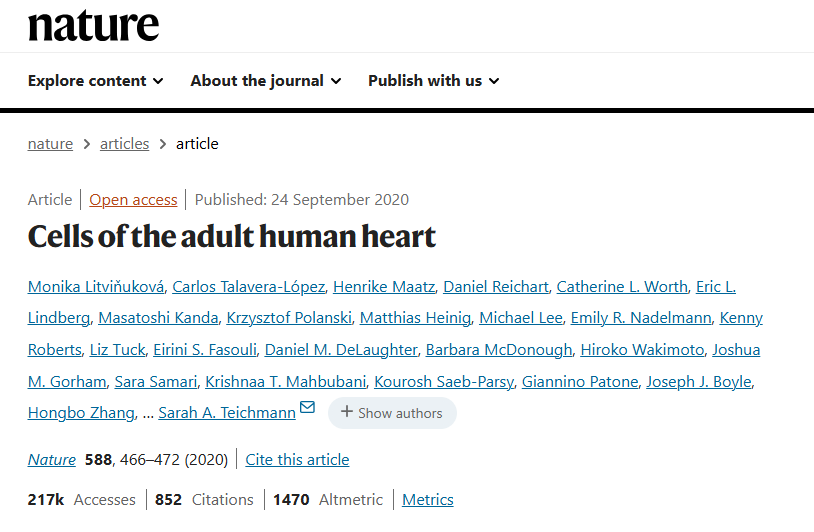 nature
Explore content About the journal Publish with us
nature > articles > article
Article | Open access | Published: 24 September 2020
Cells of the adult human heart
Monika Litviňuková, Carlos Talavera-López, Henrike Maatz, Daniel Reichart, Catherine L. Worth, Eric L.
Lindberg, Masatoshi Kanda, Krzysztof Polanski, Matthias Heinig, Michael Lee, Emily R. Nadelmann, Kenny
Roberts, Liz Tuck, Eirini S. Fasouli, Daniel M. DeLaughter, Barbara McDonough, Hiroko Wakimoto, Joshua
M. Gorham, Sara Samari, Krishnaa T. Mahbubani, Kourosh Saeb-Parsy, Giannino Patone, Joseph J. Boyle,
Hongbo Zhang, … Sarah A. Teichmann + Show authors
Nature 588, 466–472 (2020) | Cite this article
217k Accesses | 852 Citations | 1470 Altmetric | Metrics